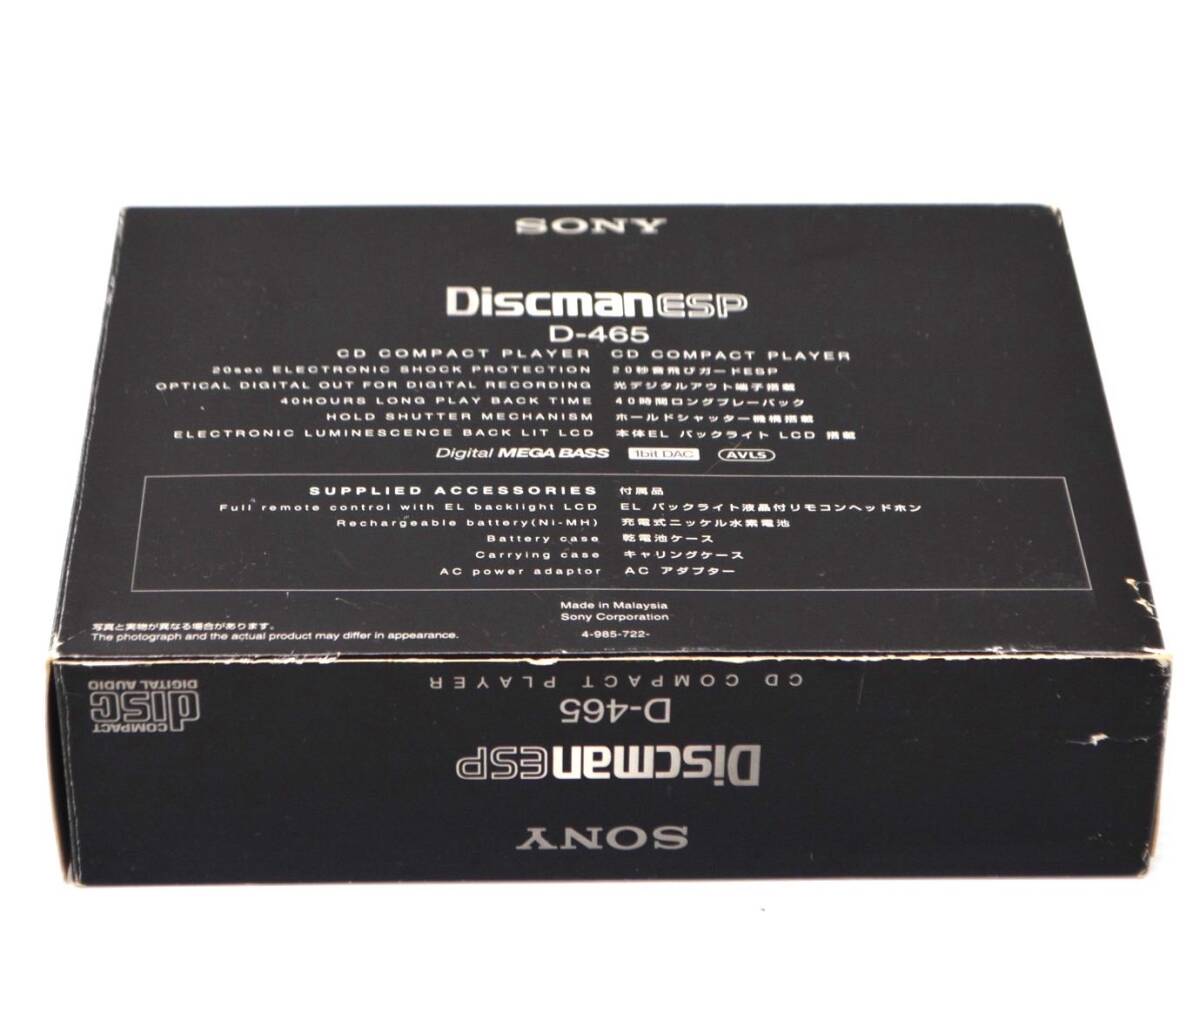 SONY
Discman ESP
D-465
CD COMPACT PLAYER CD COMPACT PLAYER
20sec ELECTRONIC SHOCK PROTECTION 20秒音飛びガードESP
OPTICAL DIGITAL OUT FOR DIGITAL RECORDING 光デジタルアウト端子搭載
40HOURS LONG PLAY BACK TIME 40時間ロングプレーバック
HOLD SHUTTER MECHANISM ホールドシャッター機構搭載
ELECTRONIC LUMINESCENCE BACK LIT LCD 本体EL バックライト LCD 搭載
Digital MEGA BASS 1bit DAC AVLS
SUPPLIED ACCESSORIES 付属品
Full remote control with EL backlight LCD EL バックライト液晶付リモコンヘッドホン
Rechargeable battery(Ni-MH) 充電式ニッケル水素電池
Battery case 乾電池ケース
Carrying case キャリングケース
AC power adaptor AC アダプター
Made in Malaysia
Sony Corporation
4-985-722-
写真と実物が異なる場合があります。
The photograph and the actual product may differ in appearance.
SONY
Discman ESP
D-465
CD COMPACT PLAYER
COMPACT
disc
DIGITAL AUDIO